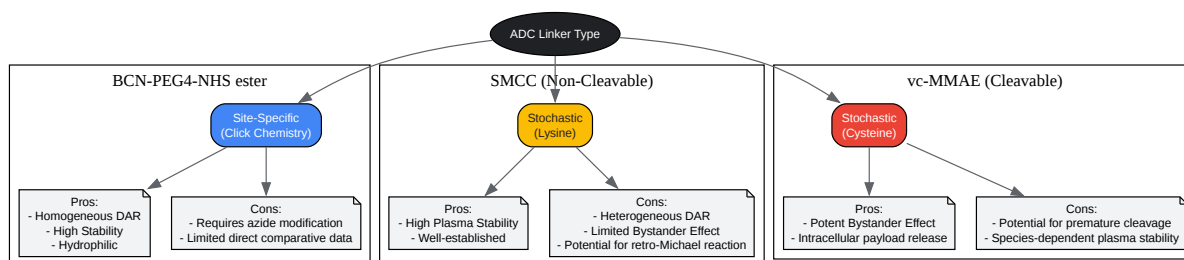 ADC Linker Type
BCN-PEG4-NHS ester
Site-Specific
(Click Chemistry)
Pros:
- Homogeneous DAR
- High Stability
- Hydrophilic
Cons:
- Requires azide modification
- Limited direct comparative data
SMCC (Non-Cleavable)
Stochastic
(Lysine)
Pros:
- High Plasma Stability
- Well-established
Cons:
- Heterogeneous DAR
- Limited Bystander Effect
- Potential for retro-Michael reaction
vc-MMAE (Cleavable)
Stochastic
(Cysteine)
Pros:
- Potent Bystander Effect
- Intracellular payload release
Cons:
- Potential for premature cleavage
- Species-dependent plasma stability